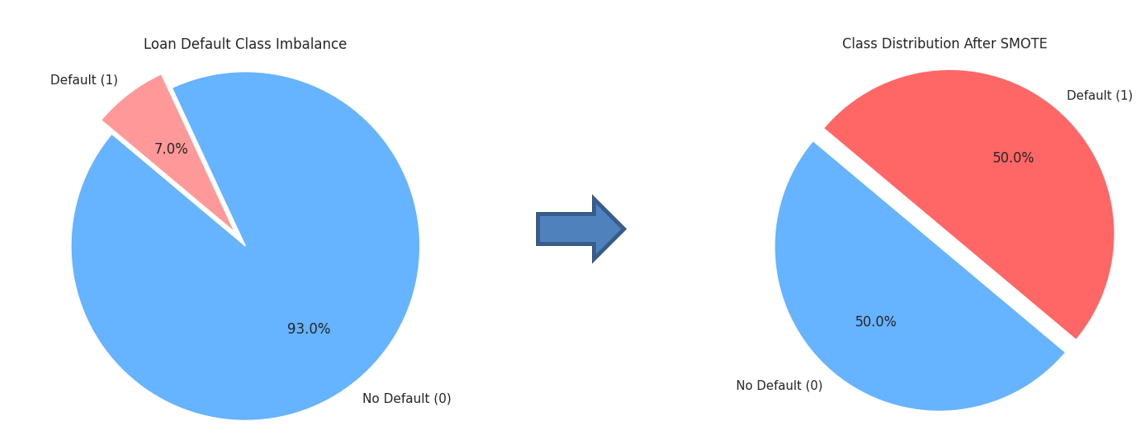 Loan Default Class Imbalance
Default (1)
7.0%
93.0%
No Default (0)
Class Distribution After SMOTE
Default (1)
50.0%
50.0%
No Default (0)